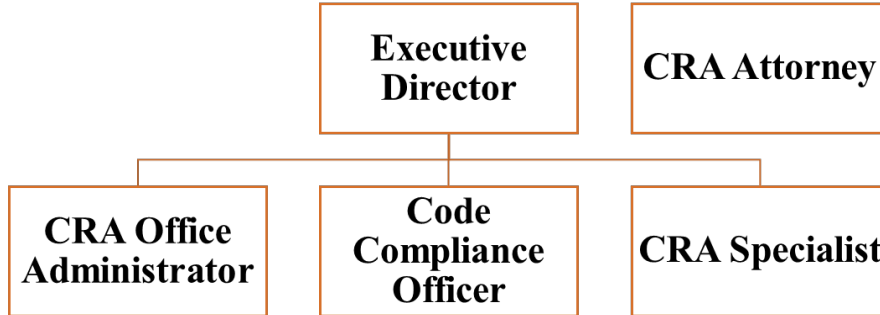 Executive
Director
CRA Attorney
CRA Office
Administrator
Code
Compliance
Officer
CRA Specialist